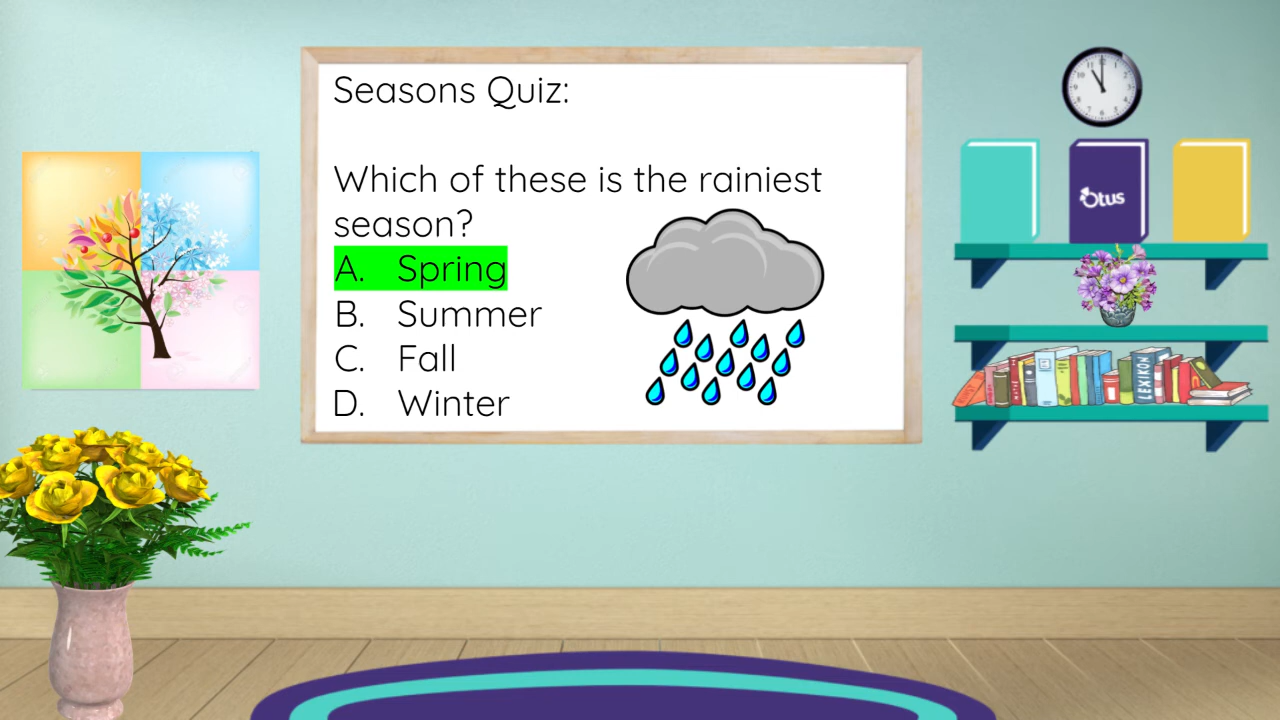 Seasons Quiz:
Which of these is the rainiest
season?
A. Spring
B. Summer
C. Fall
D. Winter
Otus
LEXIKON